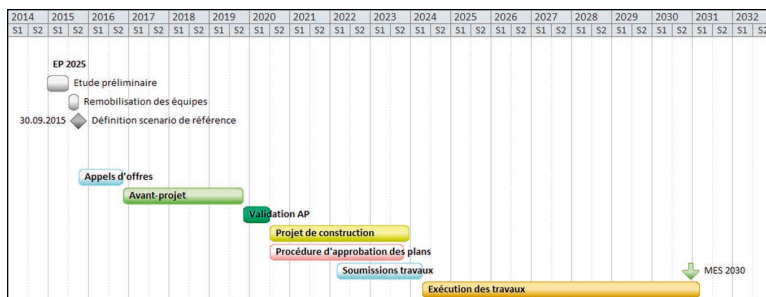 2014 2015 2016 2017 2018 2019 2020 2021 2022 2023 2024 2025 2026 2027 2028 2029 2030 2031 2032
S1 S2 S1 S2 S1 S2 S1 S2 S1 S2 S1 S2 S1 S2 S1 S2 S1 S2 S1 S2 S1 S2 S1 S2 S1 S2 S1 S2 S1 S2 S1 S2 S1 S2 S1 S2 S1 S2
EP 2025
Etude préliminaire
Remobilisation des équipes
30.09.2015 Définition scenario de référence
Appels d'offres
Avant-projet
Validation AP
Projet de construction
Procédure d'approbation des plans
Soumissions travaux
MES 2030
Exécution des travaux